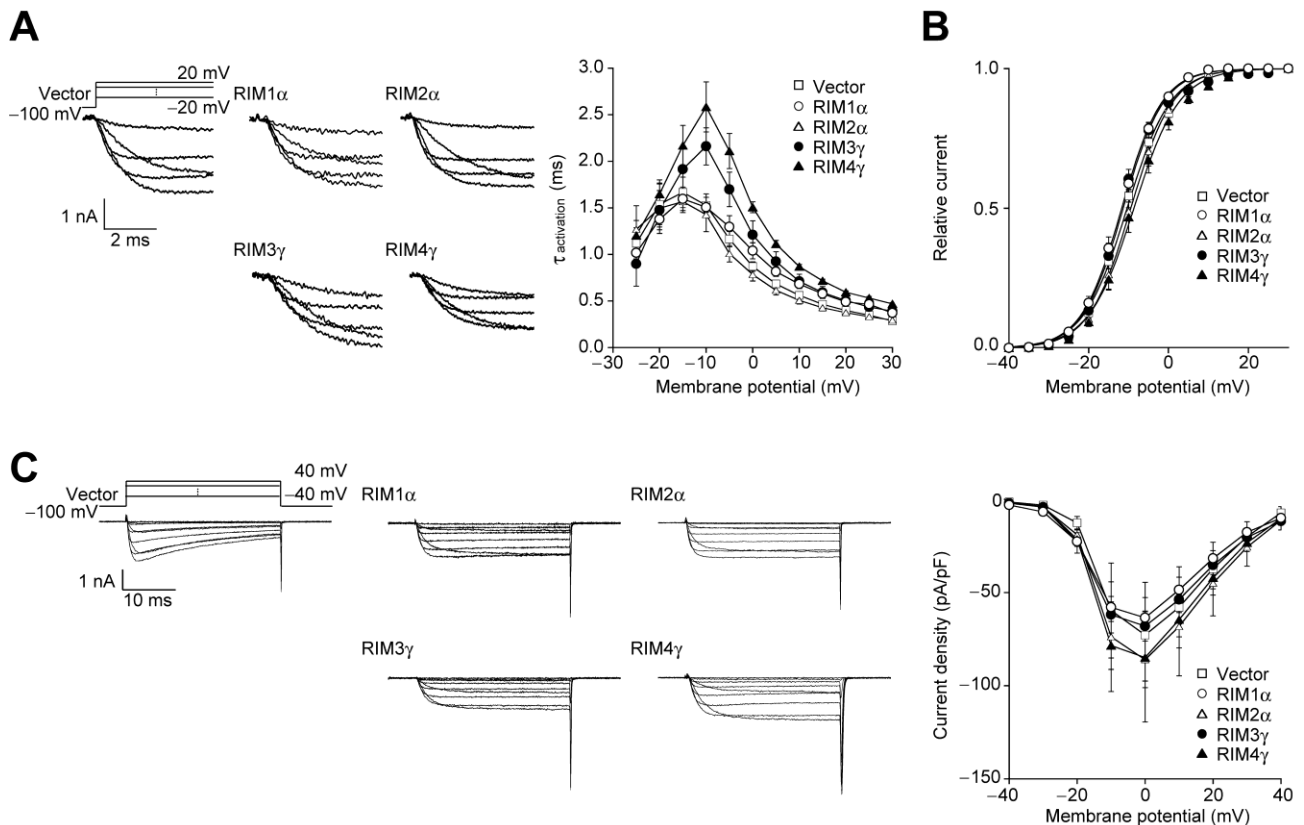 A
20 mV
Vector
−20 mV
−100 mV
RIM1α
RIM2α
1 nA
2 ms
RIM3γ
RIM4γ
3.0
2.5
2.0
1.5
1.0
0.5
0.0
τ activation (ms)
−30
−20
−10
0
10
20
30
Membrane potential (mV)
Vector
RIM1α
RIM2α
RIM3γ
RIM4γ
B
1.0
0.5
0.0
Relative current
−40
−20
0
20
Membrane potential (mV)
Vector
RIM1α
RIM2α
RIM3γ
RIM4γ
C
40 mV
Vector
−40 mV
−100 mV
1 nA
10 ms
RIM1α
RIM2α
RIM3γ
RIM4γ
0
−50
−100
−150
Current density (pA/pF)
−40
−20
0
20
40
Membrane potential (mV)
Vector
RIM1α
RIM2α
RIM3γ
RIM4γ